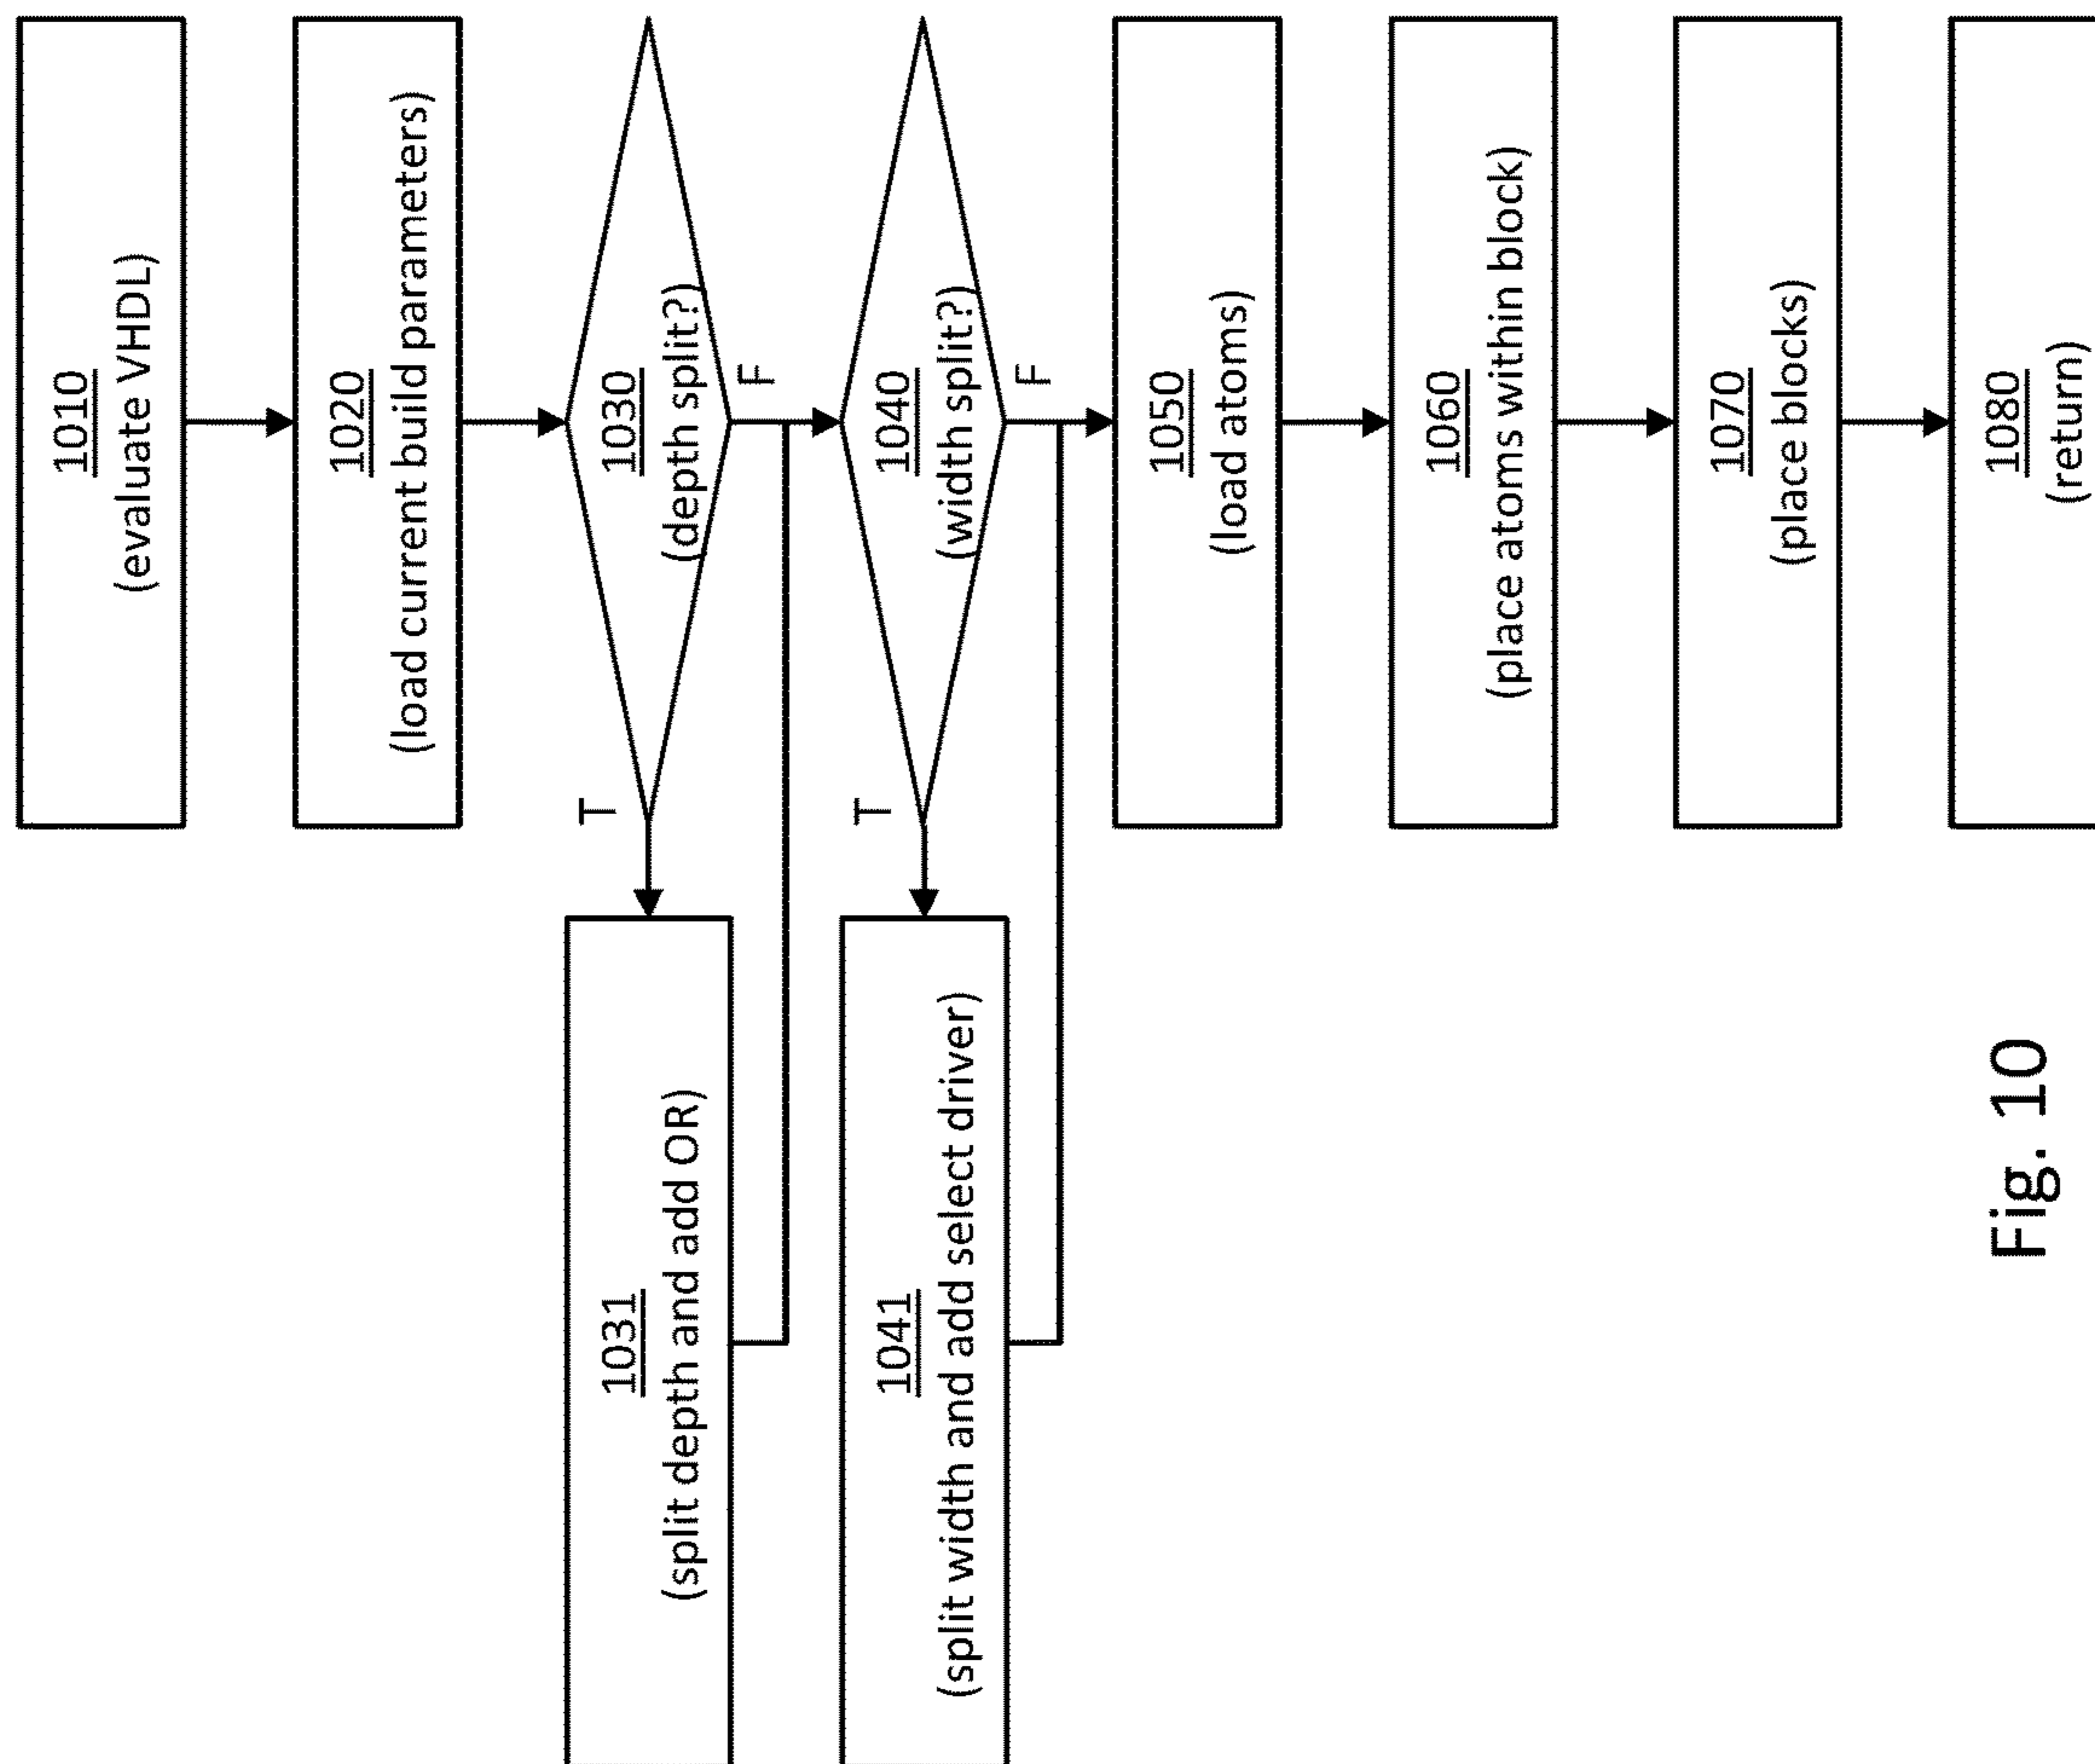 1010
(evaluate VHDL)
1020
(load current build parameters)
1030
(depth split?)
T
F
1031
(split depth and add OR)
1040
(width split?)
T
F
1041
(split width and add select driver)
1050
(load atoms)
1060
(place atoms within block)
1070
(place blocks)
1080
(return)
Fig. 10